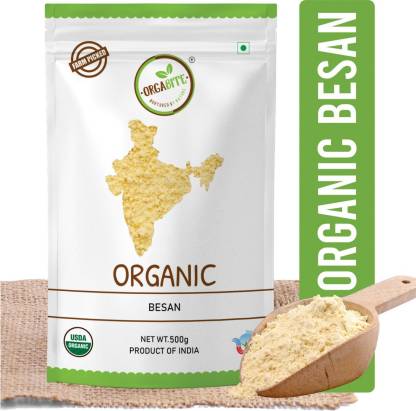 FARM PICKED
ORGABITE
®
NURTURED BY NATURE
ORGANIC
BESAN
USDA
ORGANIC
NET WT. 500g
PRODUCT OF INDIA
ORGANIC BESAN